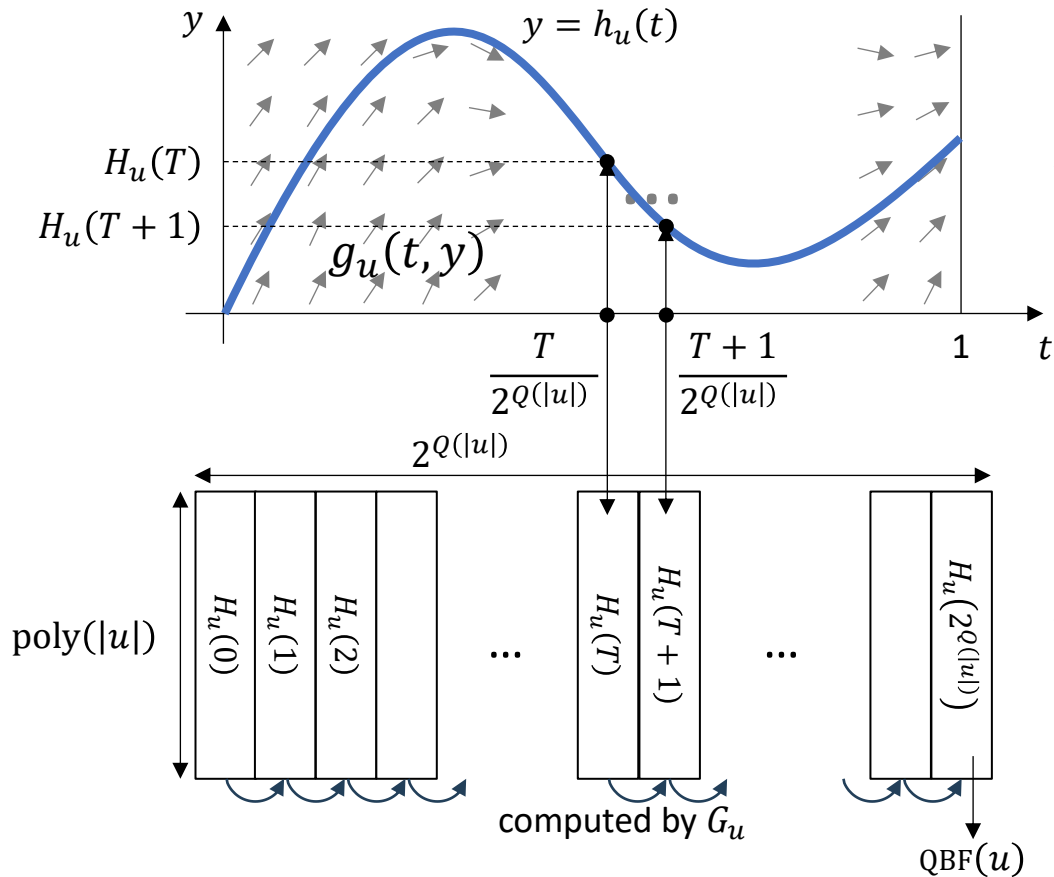 y
y = h_u(t)
H_u(T)
H_u(T + 1)
g_u(t, y)
T
2^{Q(|u|)}
T + 1
2^{Q(|u|)}
1
t
2^{Q(|u|)}
poly(|u|)
H_u(0)
H_u(1)
H_u(2)
...
H_u(T)
H_u(T + 1)
...
H_u(2^{Q(|u|)})
computed by G_u
QBF(u)